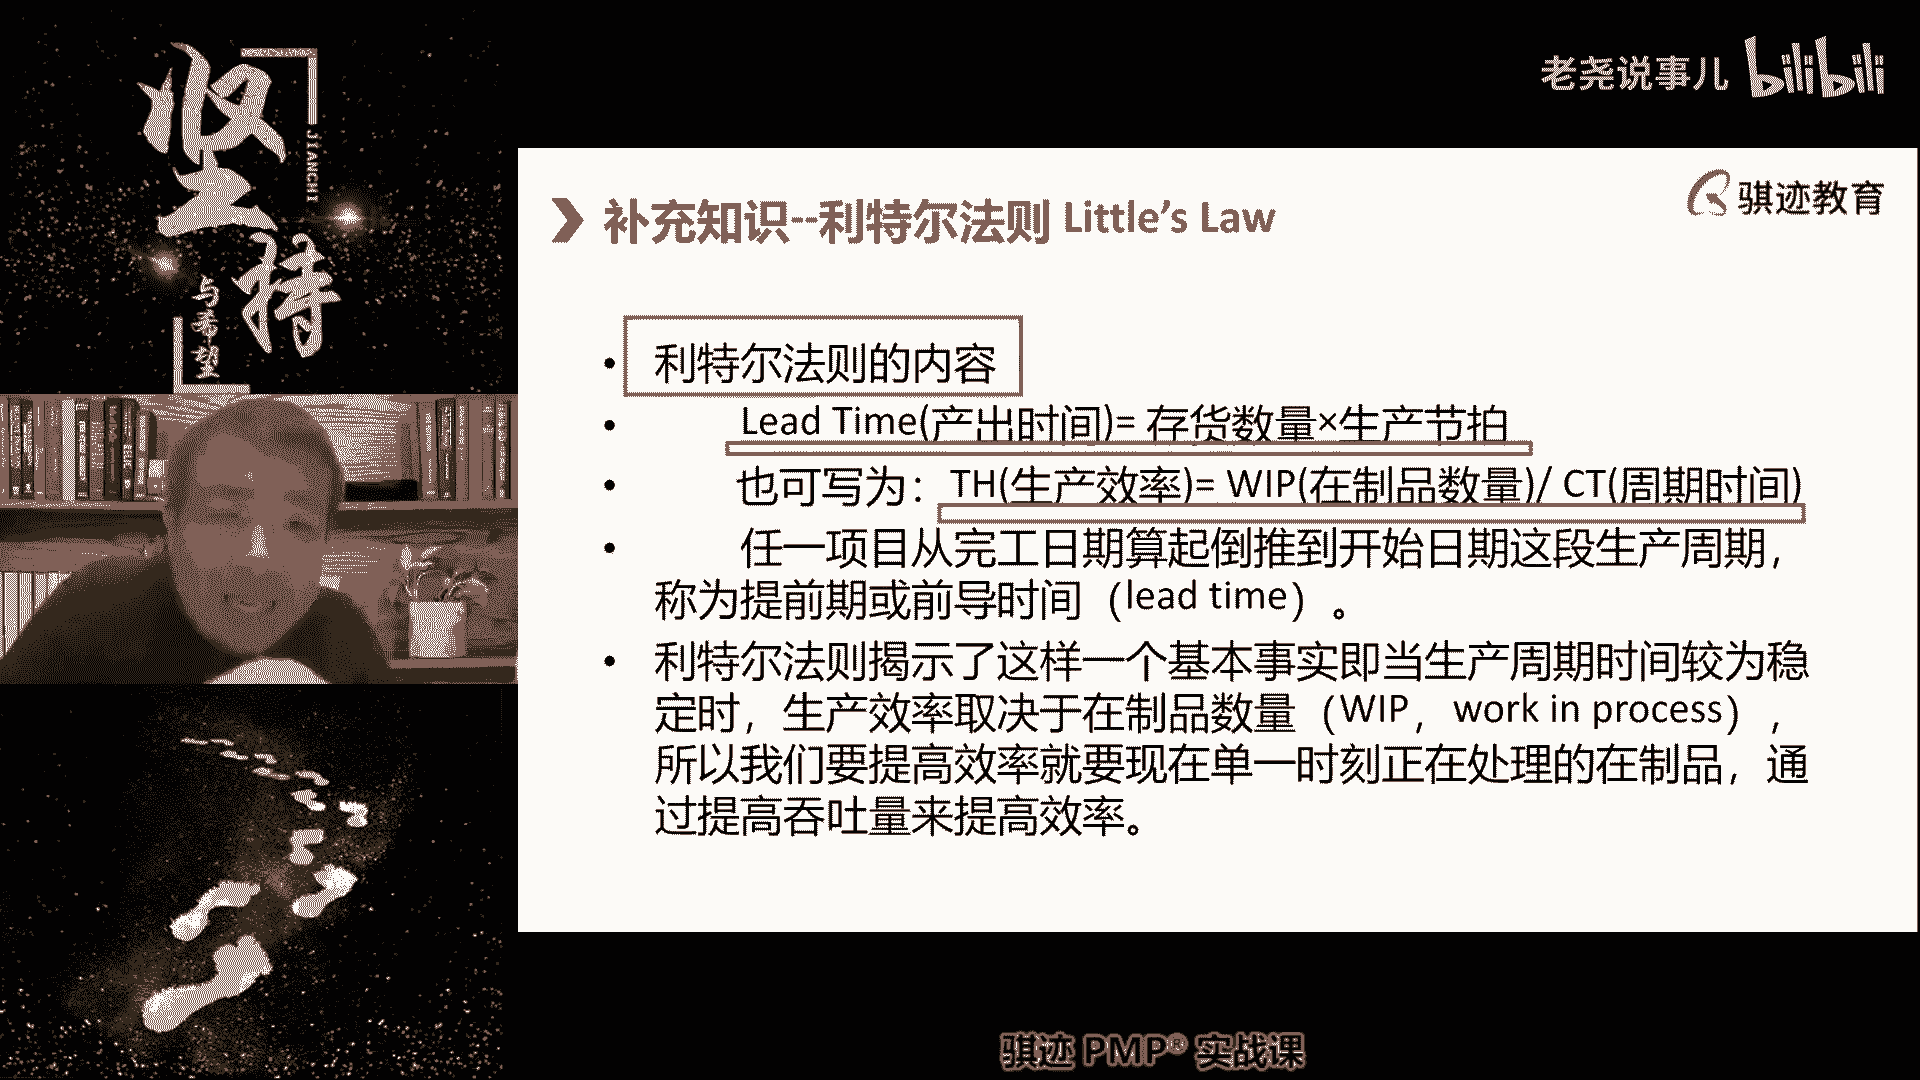 坚持
JIANCHI
与希望
老尧说事儿 bilibili
骐迹教育
补充知识--利特尔法则 Little's Law
• 利特尔法则的内容
• Lead Time(产出时间)= 存货数量×生产节拍
• 也可写为：TH(生产效率)= WIP(在制品数量)/ CT(周期时间)
• 任一项目从完工日期算起倒推到开始日期这段生产周期，
称为提前期或前导时间（lead time）。
• 利特尔法则揭示了这样一个基本事实即当生产周期时间较为稳
定时，生产效率取决于在制品数量（WIP，work in process），
所以我们要提高效率就要现在单一时刻正在处理的在制品，通
过提高吞吐量来提高效率。
骐迹 PMP® 实战课